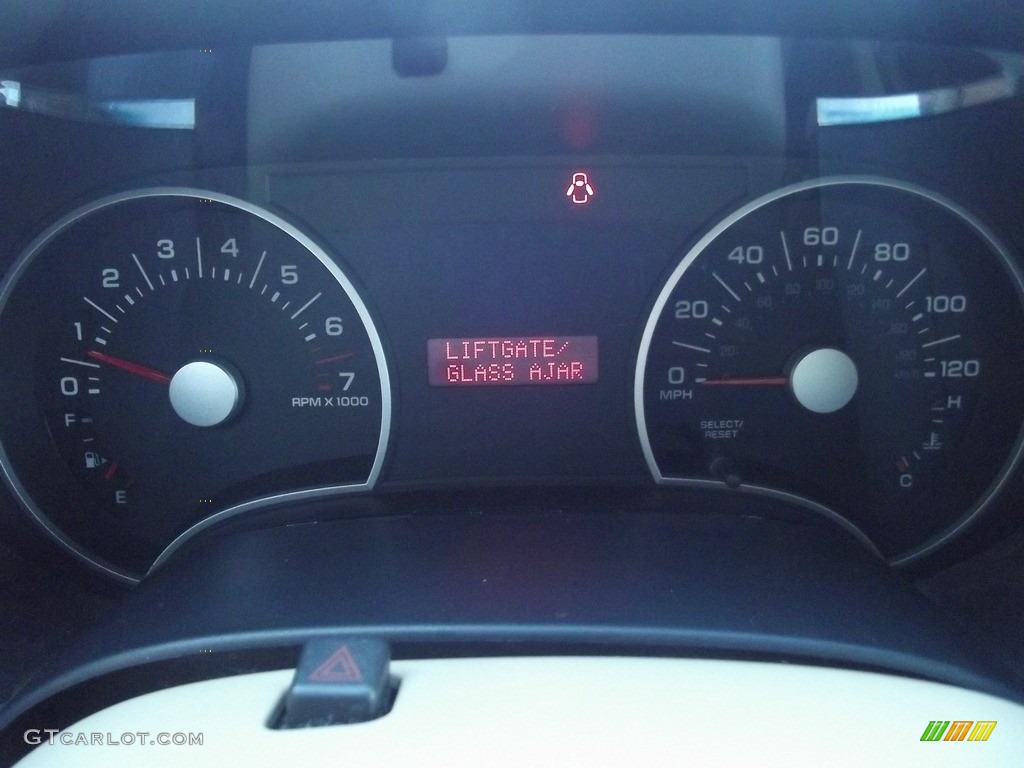 1 2 3 4 5 6
0 7
RPM X 1000
F
E
LIFTGATE/
GLASS AJAR
20 40 60 80 100
0 120
MPH
SELECT/
RESET
H
C
GTCARLOT.COM